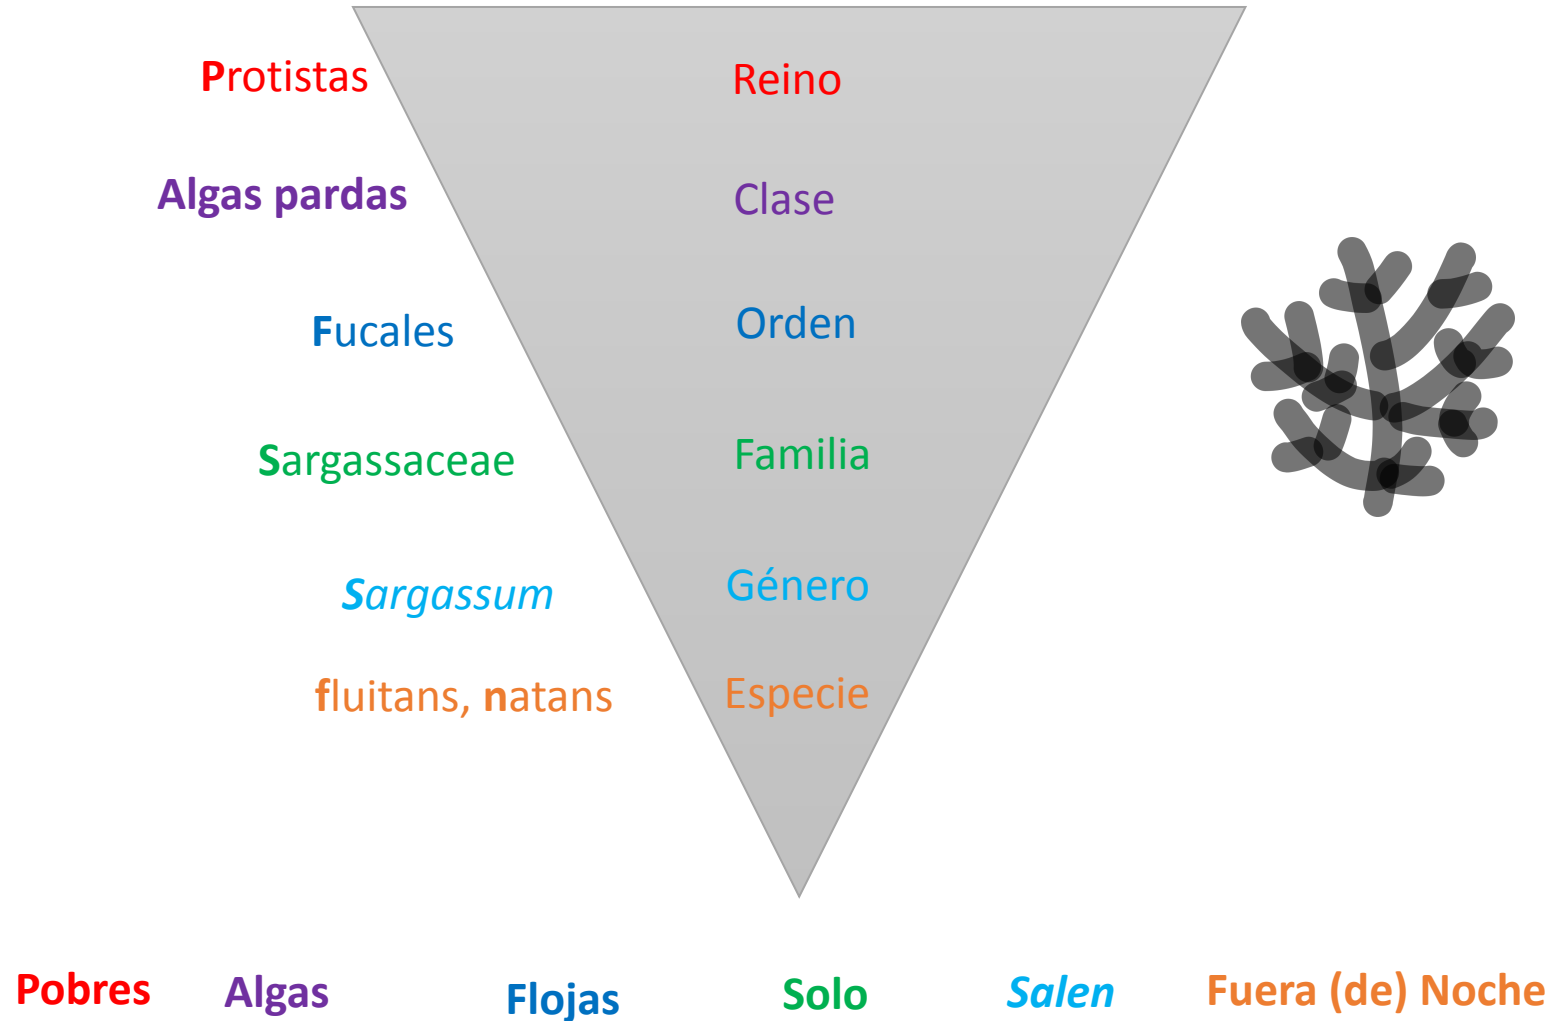 Protistas Reino
Algas pardas Clase
Fucales Orden
Sargassaceae Familia
Sargassum Género
fluitans, natans Especie
Pobres Algas Flojas Solo Salen Fuera (de) Noche